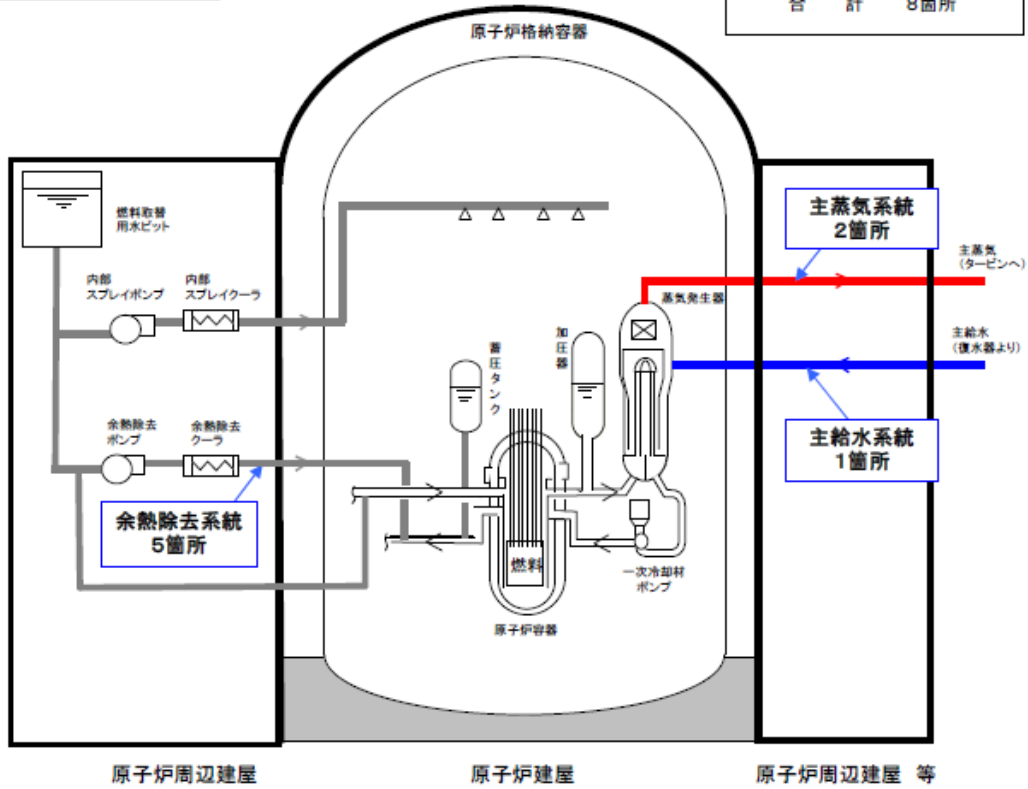 合　計　8箇所
原子炉格納容器
燃料取替
用水ピット
内部
スプレイポンプ
内部
スプレイクーラ
主蒸気系統
2箇所
主蒸気
(タービンへ)
蒸気発生器
加圧器
蓄圧タンク
主給水
(復水器より)
余熱除去
ポンプ
余熱除去
クーラ
主給水系統
1箇所
余熱除去系統
5箇所
燃料
一次冷却材
ポンプ
原子炉容器
原子炉周辺建屋
原子炉建屋
原子炉周辺建屋 等